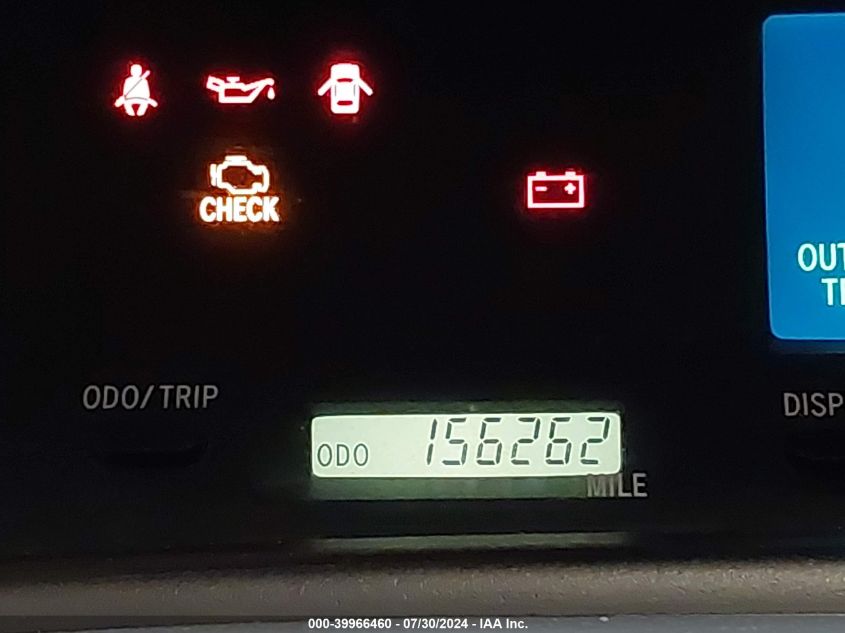 CHECK
OUT
ODO/TRIP
DISP
ODO 156262
MILE
000-39966460 - 07/30/2024 - IAA Inc.